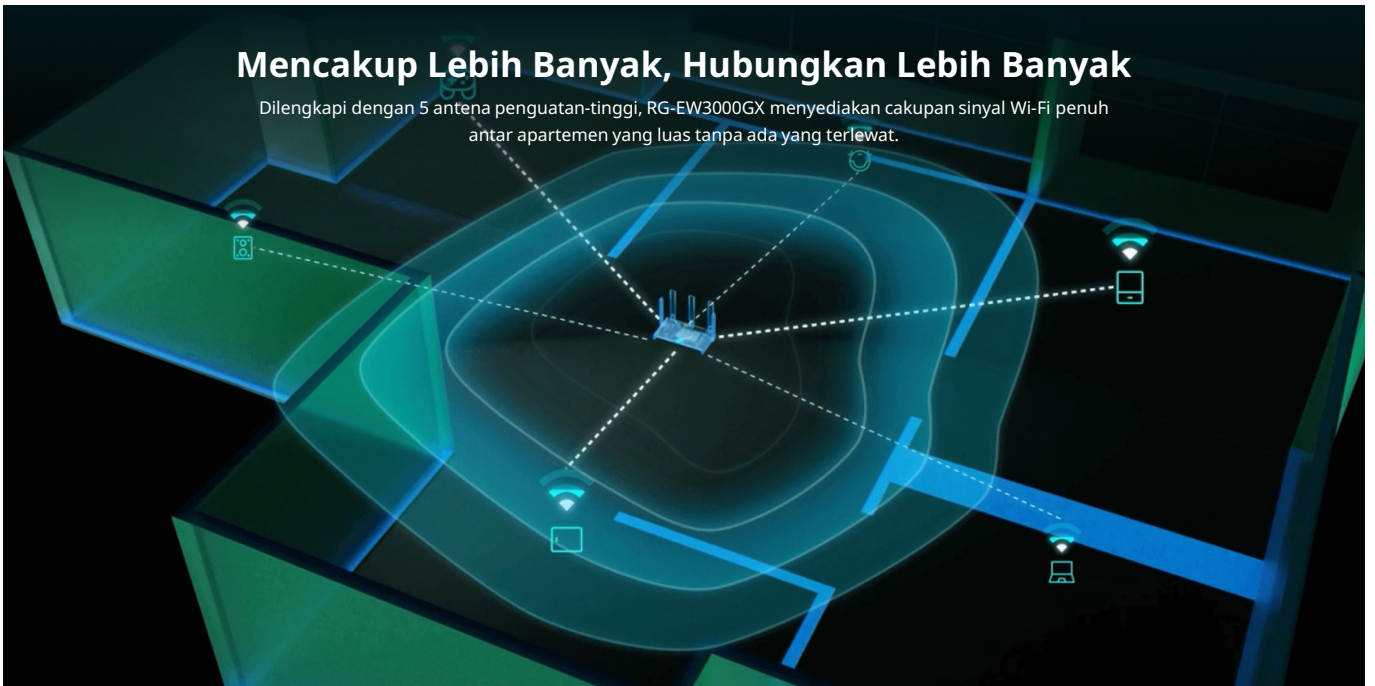 Mencakup Lebih Banyak, Hubungkan Lebih Banyak
Dilengkapi dengan 5 antena penguatan-tinggi, RG-EW3000GX menyediakan cakupan sinyal Wi-Fi penuh
antar apartemen yang luas tanpa ada yang terlewat.